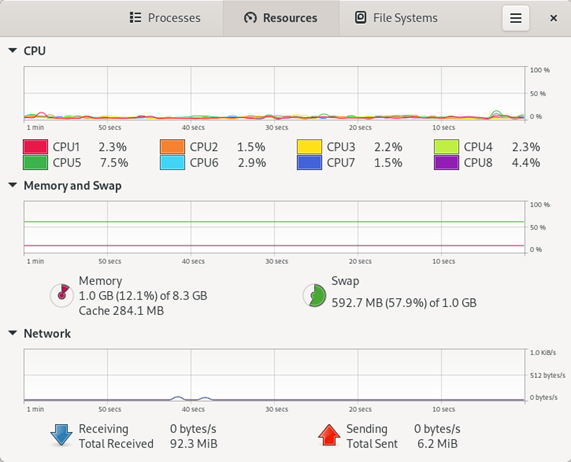 Processes Resources File Systems
CPU
100 %
50 %
0 %
1 min 50 secs 40 secs 30 secs 20 secs 10 secs
CPU1 2.3% CPU2 1.5% CPU3 2.2% CPU4 2.3%
CPU5 7.5% CPU6 2.9% CPU7 1.5% CPU8 4.4%
Memory and Swap
100 %
50 %
0 %
1 min 50 secs 40 secs 30 secs 20 secs 10 secs
Memory
1.0 GB (12.1%) of 8.3 GB
Cache 284.1 MB
Swap
592.7 MB (57.9%) of 1.0 GB
Network
1.0 KiB/s
512 bytes/s
0 bytes/s
1 min 50 secs 40 secs 30 secs 20 secs 10 secs
Receiving 0 bytes/s
Total Received 92.3 MiB
Sending 0 bytes/s
Total Sent 6.2 MiB